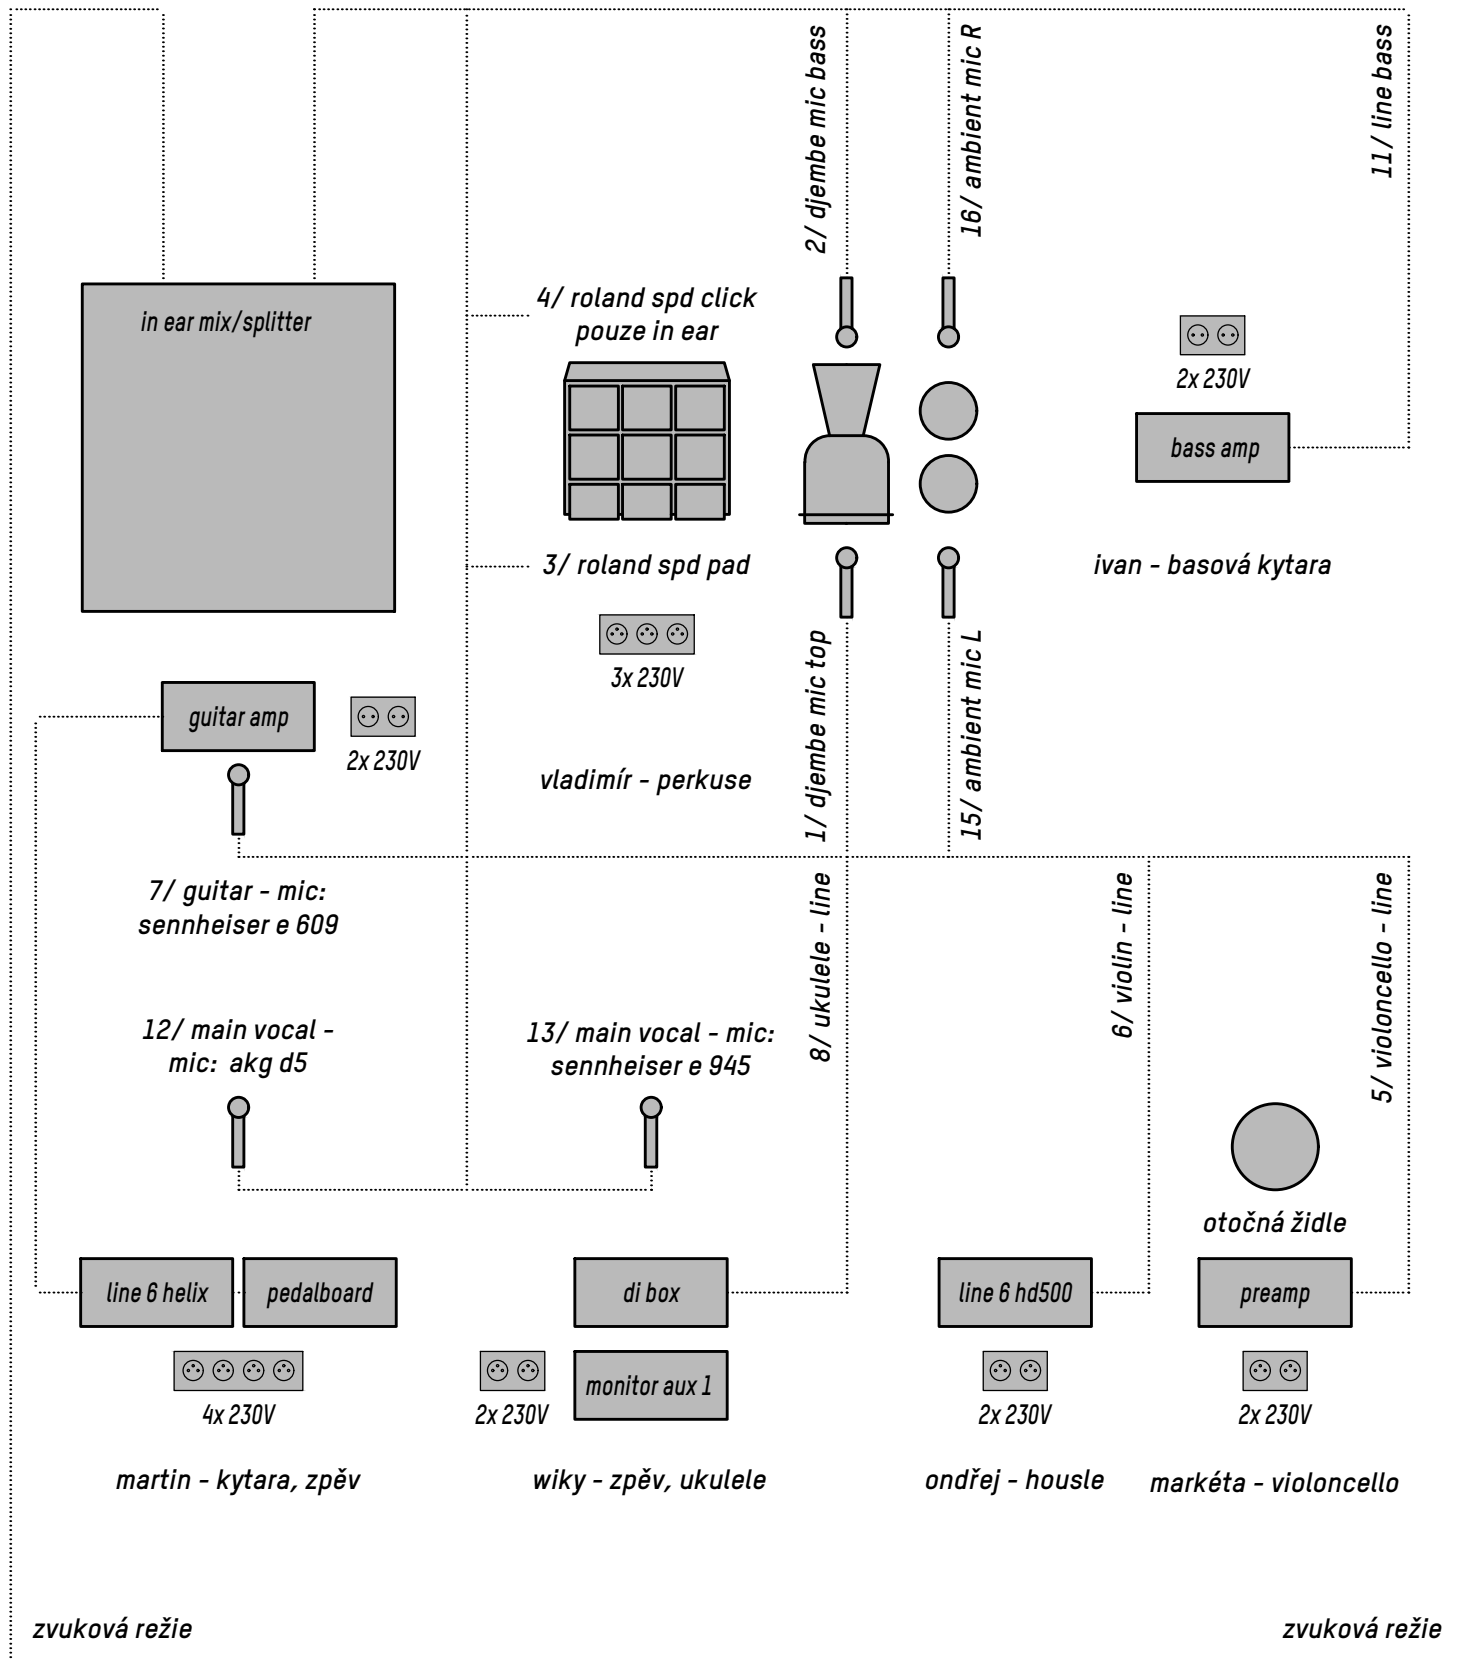 2/ djembe mic bass
16/ ambient mic R
11/ line bass
in ear mix/splitter
4/ roland spd click
pouze in ear
2x 230V
bass amp
3/ roland spd pad
ivan - basová kytara
3x 230V
guitar amp
2x 230V
vladimír - perkuse
1/ djembe mic top
15/ ambient mic L
7/ guitar - mic:
sennheiser e 609
8/ ukulele - line
6/ violin - line
5/ violoncello - line
12/ main vocal -
mic: akg d5
13/ main vocal - mic:
sennheiser e 945
otočná židle
line 6 helix
pedalboard
di box
line 6 hd500
preamp
monitor aux 1
4x 230V
2x 230V
2x 230V
2x 230V
martin - kytara, zpěv
wiky - zpěv, ukulele
ondřej - housle
markéta - violoncello
zvuková režie
zvuková režie